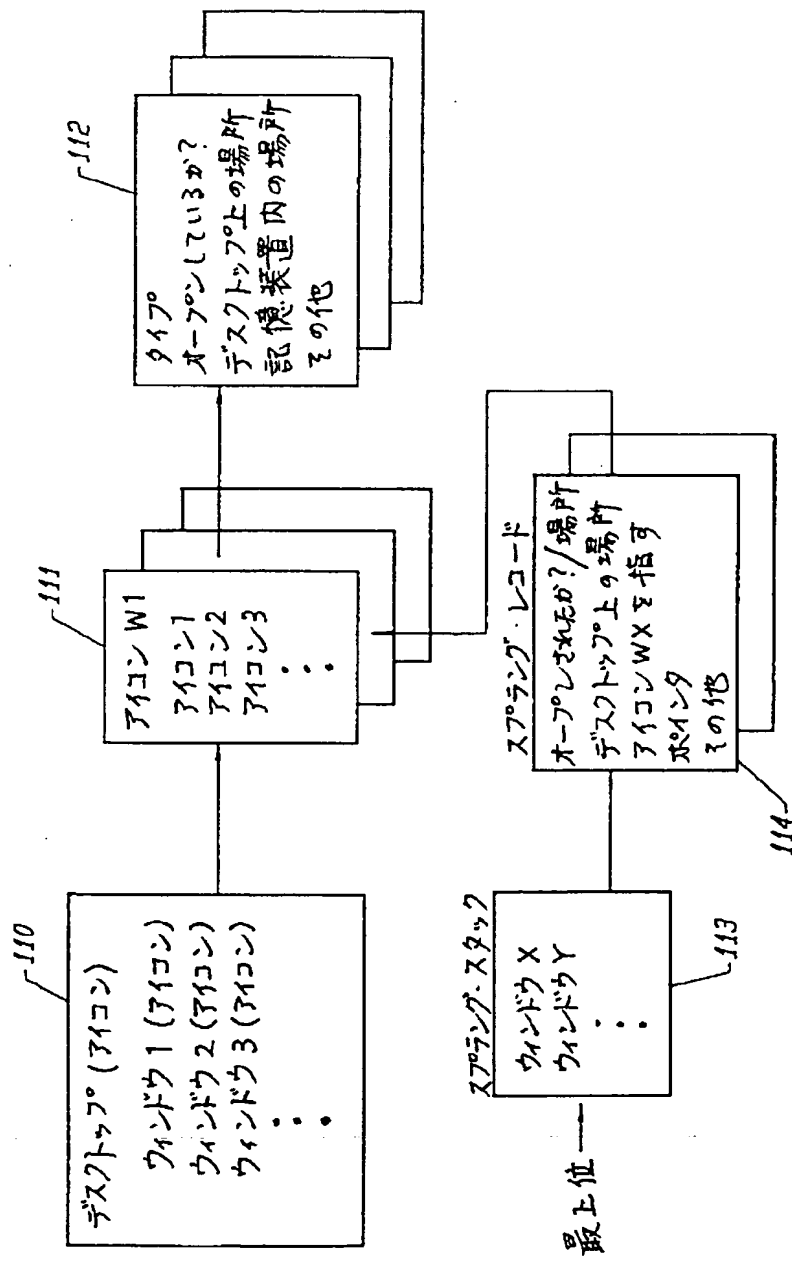 110
デスクトップ (アイコン)
ウィンドウ 1 (アイコン)
ウィンドウ 2 (アイコン)
ウィンドウ 3 (アイコン)
・
・
・
111
アイコン W1
アイコン1
アイコン2
アイコン3
・
・
・
112
タイプ
オープンしているか?
デスクトップ上の場所
記憶装置内の場所
その他
最上位
スプラング・スタック
ウィンドウ X
ウィンドウ Y
・
・
・
113
スプラング・レコード
オープンされたか?/場所
デスクトップ上の場所
アイコン WX を指す
ポインタ
その他
114